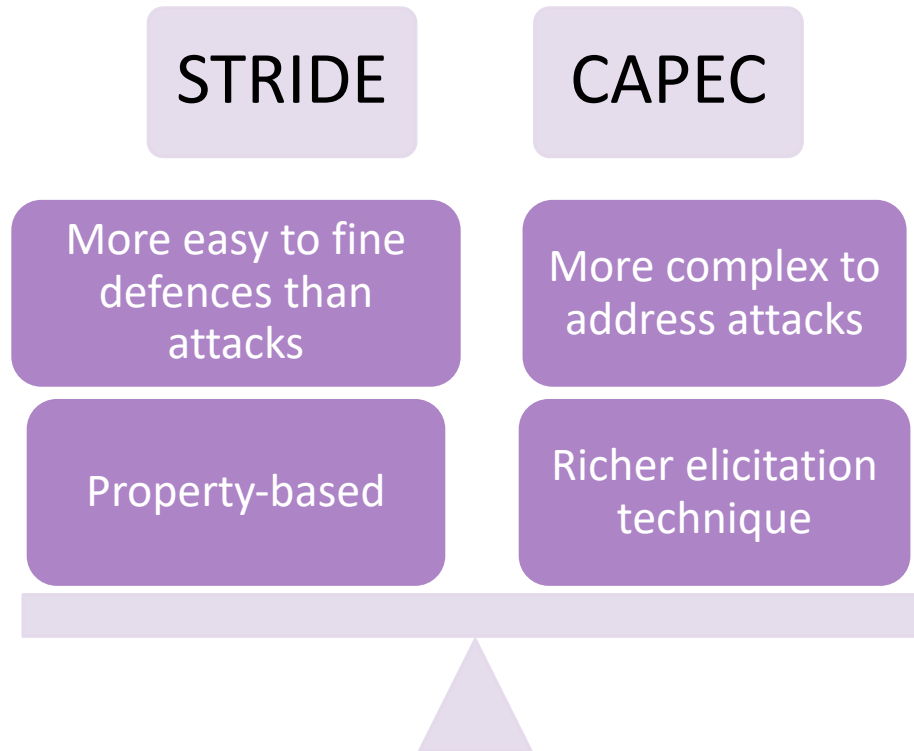 STRIDE
CAPEC
More easy to fine
defences than
attacks
More complex to
address attacks
Property-based
Richer elicitation
technique